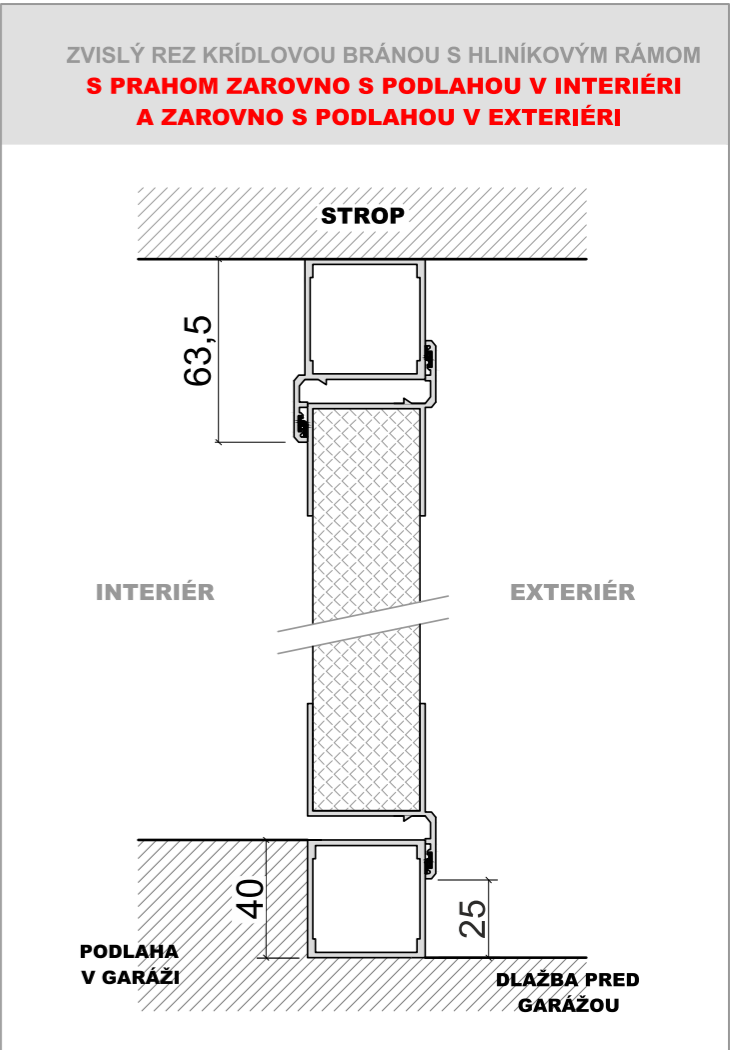 ZVISLÝ REZ KRÍDLOVOU BRÁNOU S HLINÍKOVÝM RÁMOM
S PRAHOM ZAROVNO S PODLAHOU V INTERIÉRI
A ZAROVNO S PODLAHOU V EXTERIÉRI
STROP
63,5
INTERIÉR
EXTERIÉR
40
25
PODLAHA
V GARÁŽI
DLAŽBA PRED
GARÁŽOU